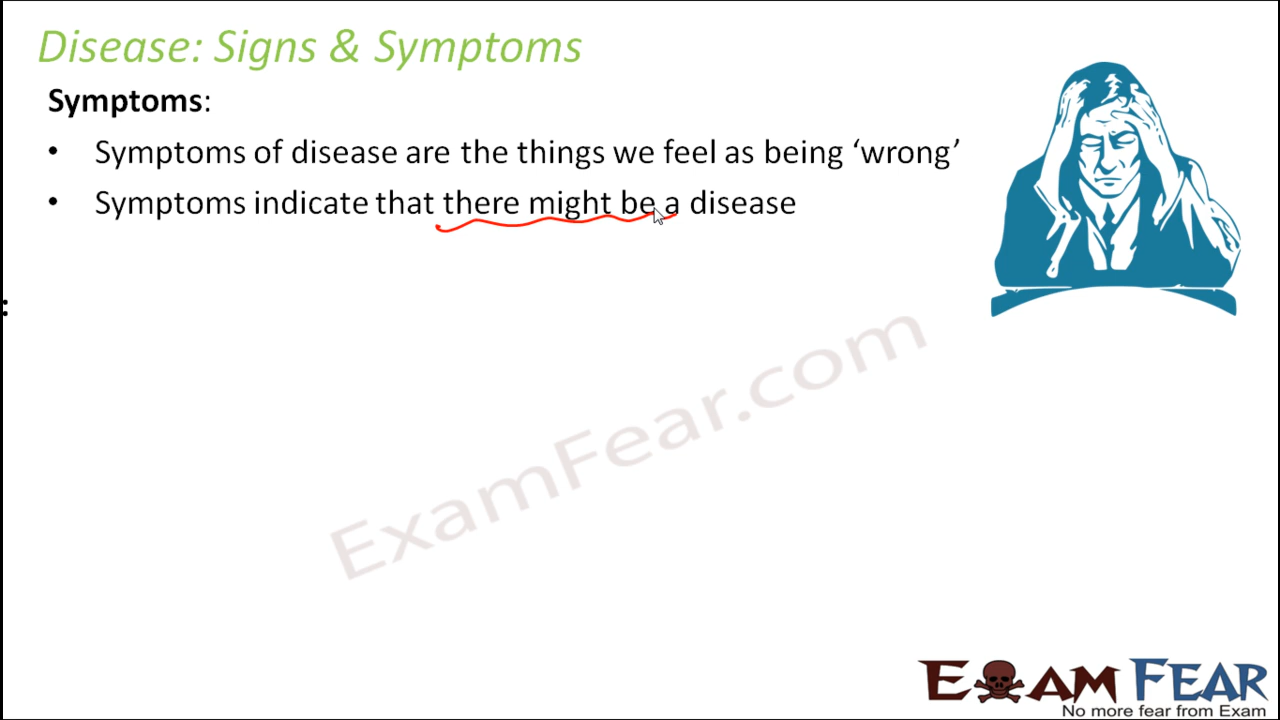 Disease: Signs & Symptoms
Symptoms:
• Symptoms of disease are the things we feel as being ‘wrong’
• Symptoms indicate that there might be a disease
:
ExamFear.com
EXAM FEAR
No more fear from Exam